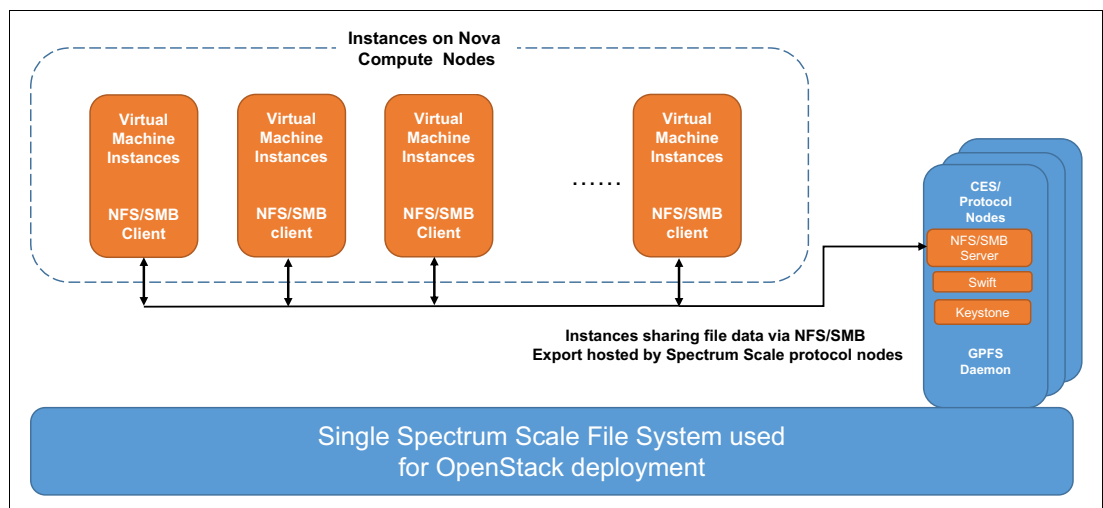 Instances on Nova
Compute Nodes
Virtual
Machine
Instances
NFS/SMB
Client
Virtual
Machine
Instances
NFS/SMB
client
Virtual
Machine
Instances
NFS/SMB
Client
......
Virtual
Machine
Instances
NFS/SMB
client
CES/
Protocol
Nodes
NFS/SMB
Server
Swift
Keystone
GPFS
Daemon
Instances sharing file data via NFS/SMB
Export hosted by Spectrum Scale protocol nodes
Single Spectrum Scale File System used
for OpenStack deployment